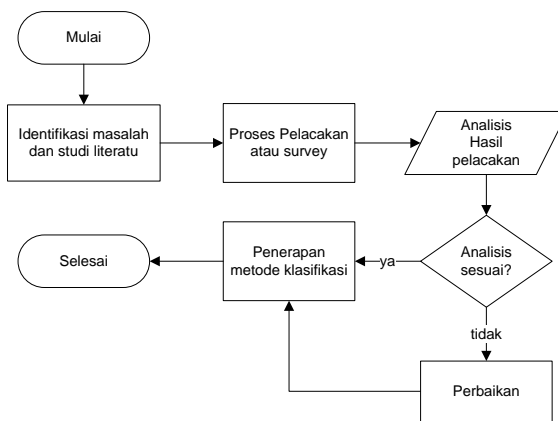 Mulai
Identifikasi masalah
dan studi literatu
Proses Pelacakan
atau survey
Analisis
Hasil
pelacakan
Analisis
sesuai?
ya
Penerapan
metode klasifikasi
Selesai
tidak
Perbaikan